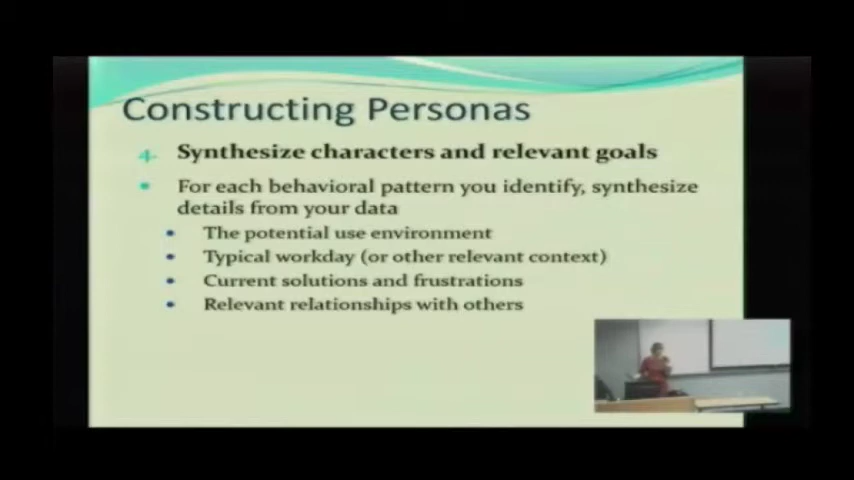 Constructing Personas
4. Synthesize characters and relevant goals
• For each behavioral pattern you identify, synthesize
details from your data
• The potential use environment
• Typical workday (or other relevant context)
• Current solutions and frustrations
• Relevant relationships with others